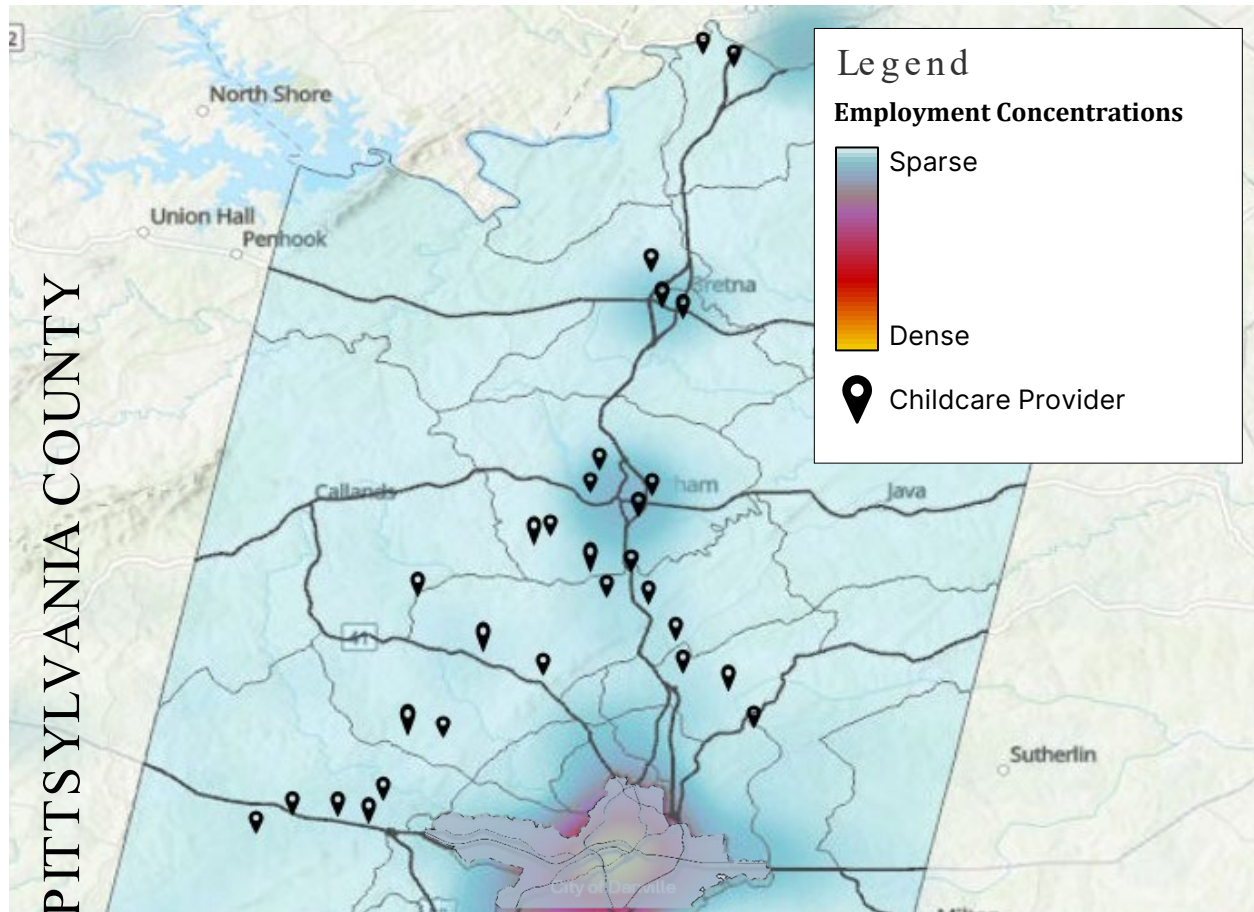 2
North Shore
Union Hall
Penhook
Callands
Java
41
Sutherlin
City of Danville
PITTSYLVANIA COUNTY
Legend
Employment Concentrations
Sparse
Dense
Childcare Provider